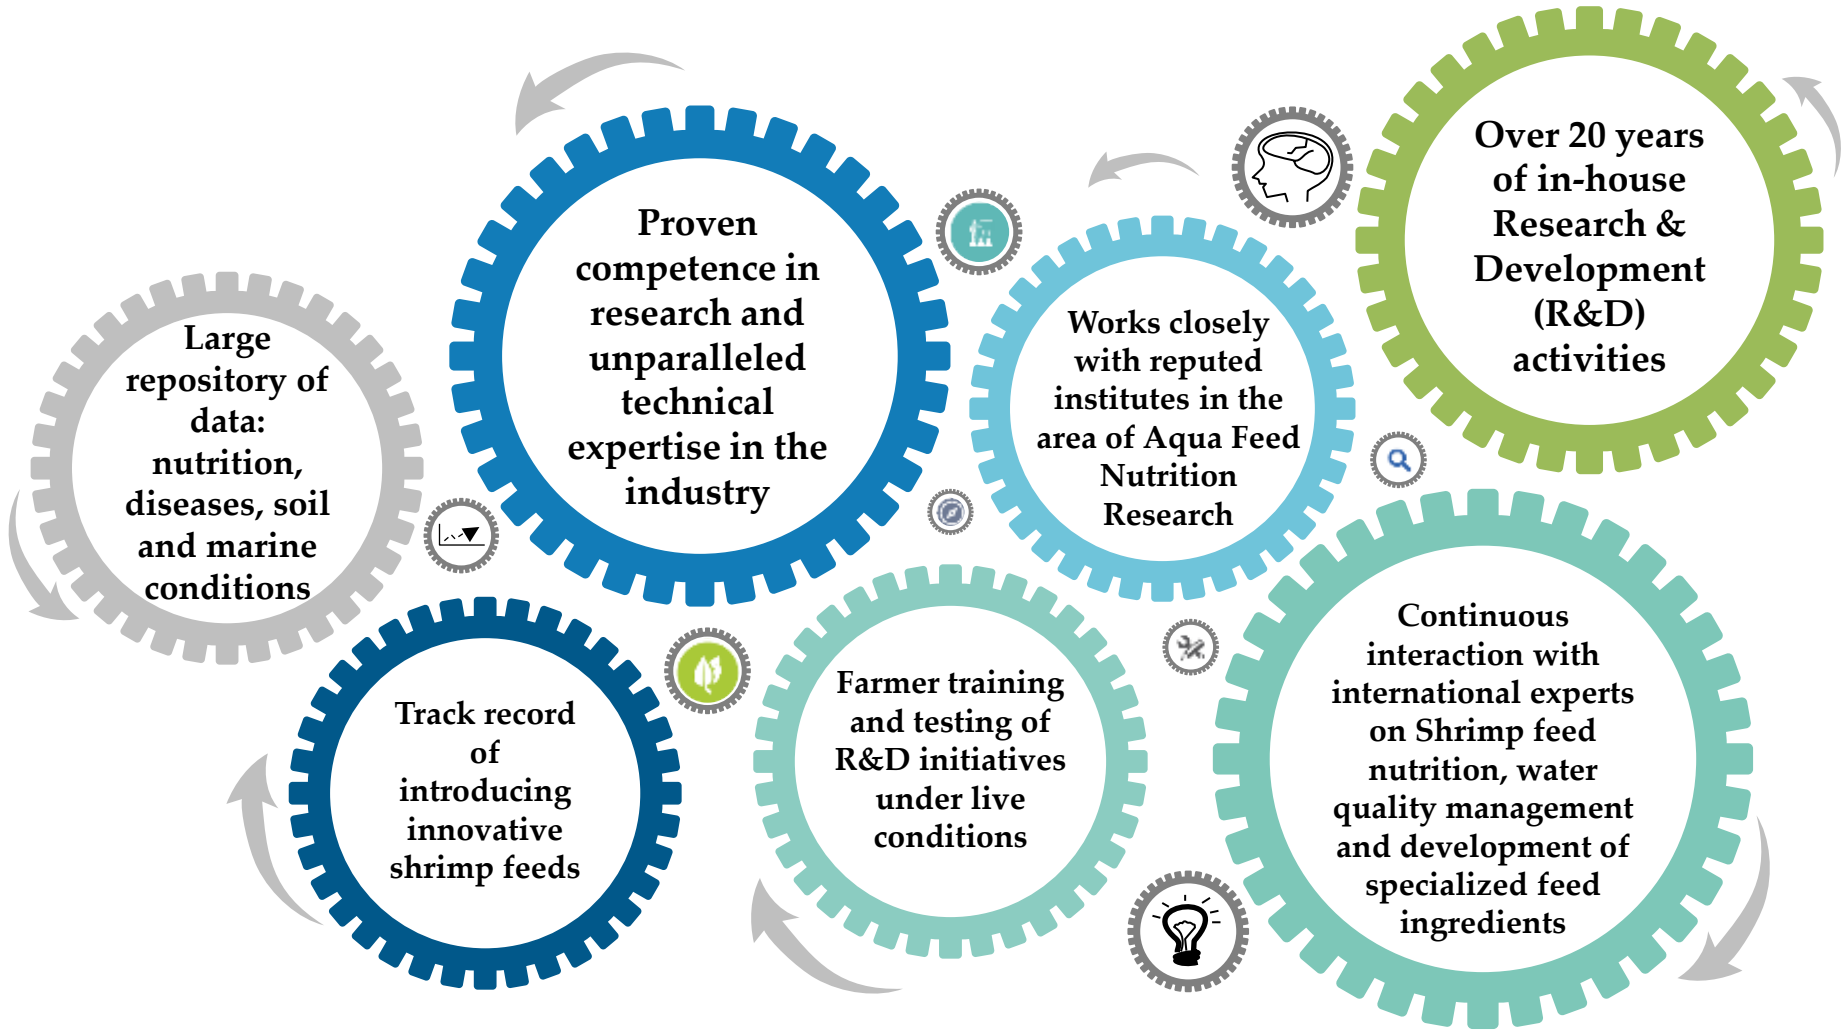 Large
repository of
data:
nutrition,
diseases, soil
and marine
conditions
Proven
competence in
research and
unparalleled
technical
expertise in the
industry
Works closely
with reputed
institutes in the
area of Aqua Feed
Nutrition
Research
Over 20 years
of in-house
Research &
Development
(R&D)
activities
Track record
of
introducing
innovative
shrimp feeds
Farmer training
and testing of
R&D initiatives
under live
conditions
Continuous
interaction with
international experts
on Shrimp feed
nutrition, water
quality management
and development of
specialized feed
ingredients